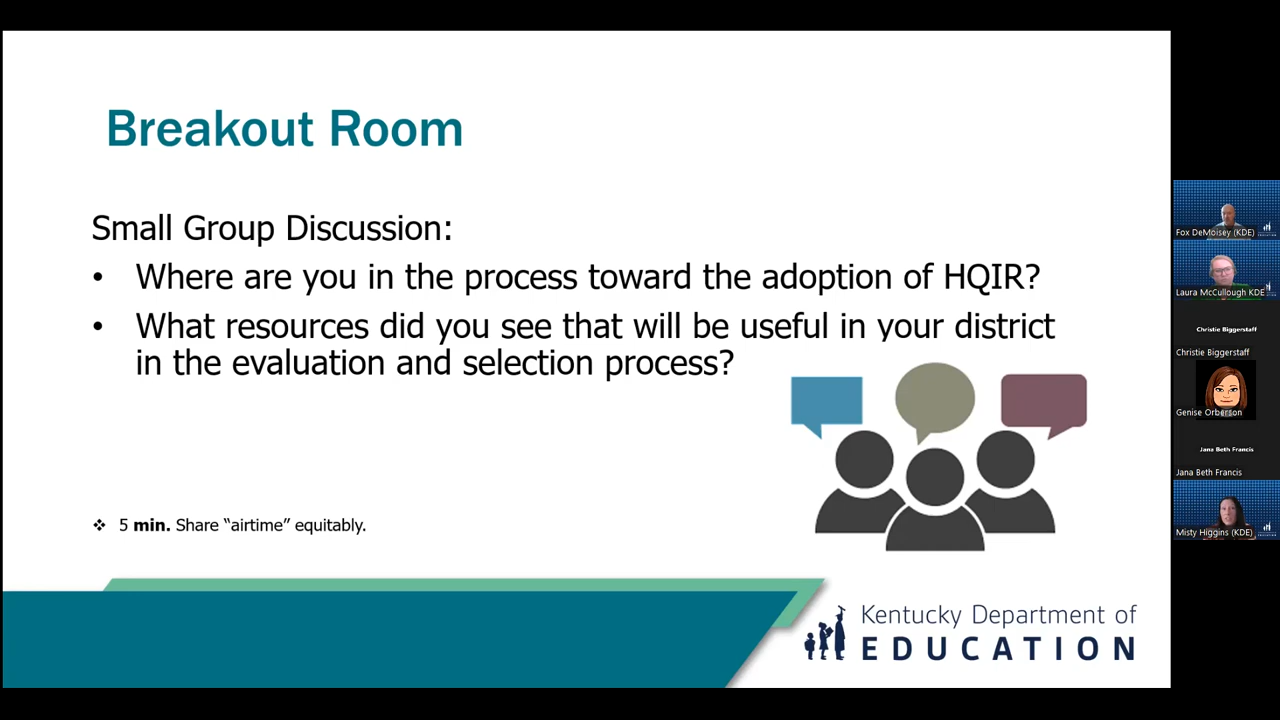 Breakout Room
Small Group Discussion:
• Where are you in the process toward the adoption of HQIR?
• What resources did you see that will be useful in your district
in the evaluation and selection process?
❖ 5 min. Share “airtime” equitably.
Kentucky Department of
EDUCATION
Fox DeMoisey (KDE)
Laura McCullough KDE
Christie Biggerstaff
Christie Biggerstaff
Genise Orberson
Jana Beth Francis
Jana Beth Francis
Misty Higgins (KDE)